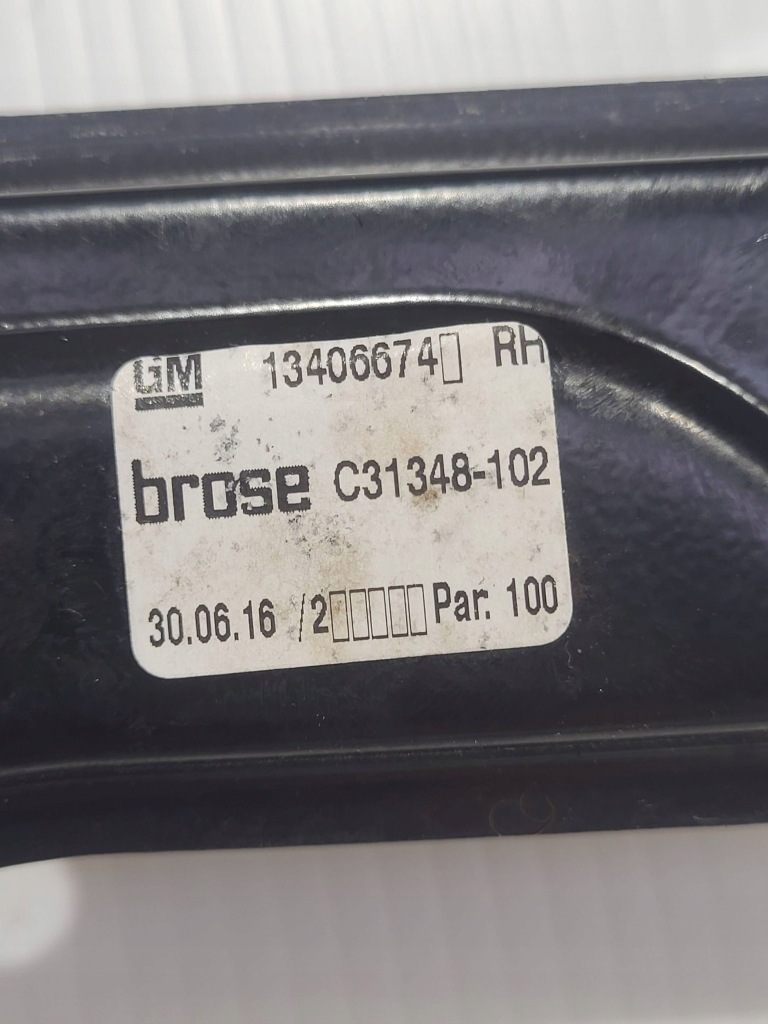 GM 13406674▯ RH
brose C31348-102
30.06.16 /2▯▯▯▯▯Par: 100